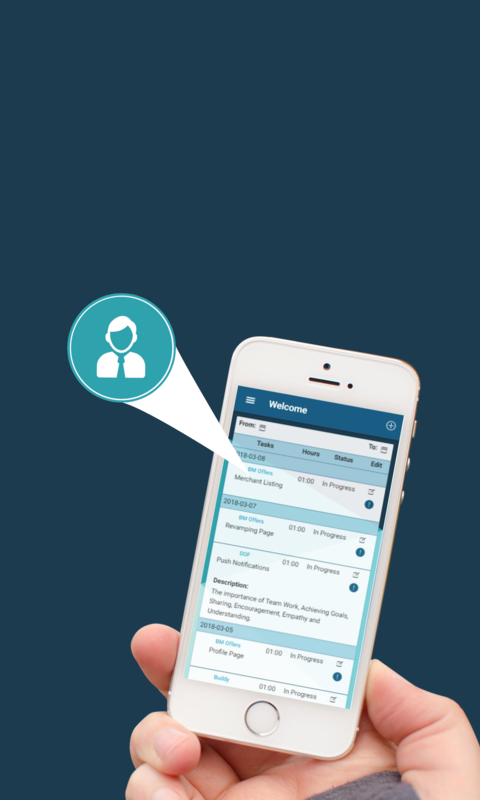 Welcome
From: To:
Tasks Hours Status Edit
2018-03-08
BM Offers
Merchant Listing 01:00 In Progress
2018-03-07
BM Offers
Revamping Page 01:00 In Progress
DOF
Push Notifications 01:00 In Progress
Description:
The importance of Team Work, Achieving Goals,
Sharing, Encouragement, Empathy and
Understanding.
2018-03-05
BM Offers
Profile Page 01:00 In Progress
Buddy
01:00 In Progress